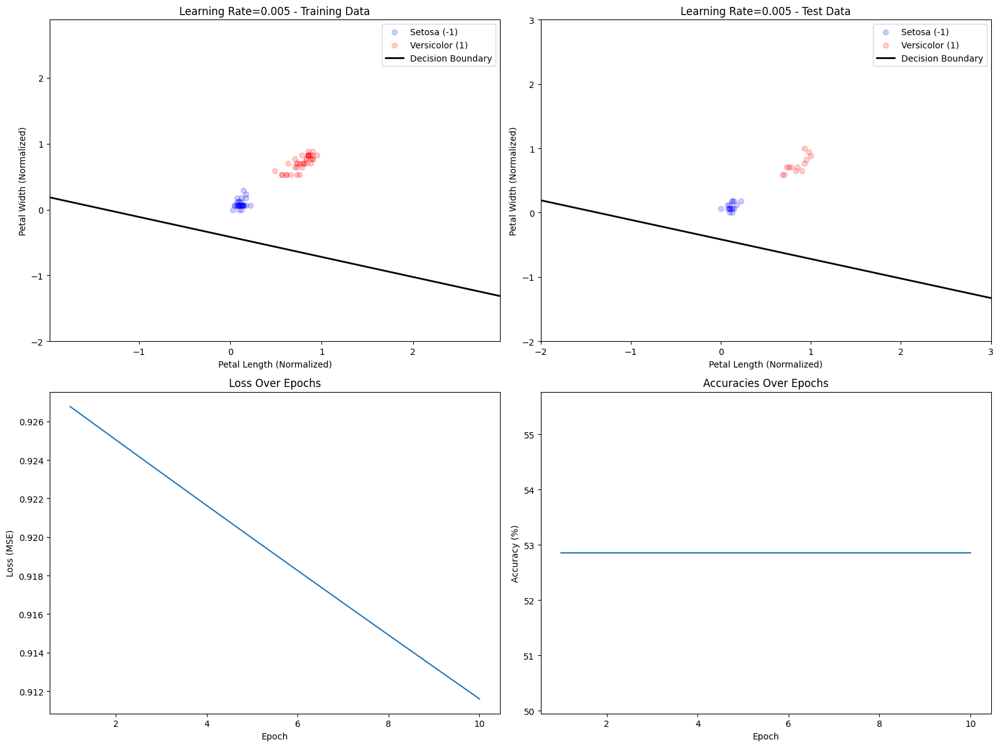 Learning Rate=0.005 - Training Data
Setosa (-1)
Versicolor (1)
Decision Boundary
2
1
0
−1
−2
Petal Width (Normalized)
−1
0
1
2
Petal Length (Normalized)
Learning Rate=0.005 - Test Data
Setosa (-1)
Versicolor (1)
Decision Boundary
3
2
1
0
−1
−2
Petal Width (Normalized)
−2
−1
0
1
2
3
Petal Length (Normalized)
Loss Over Epochs
0.926
0.924
0.922
0.920
0.918
0.916
0.914
0.912
Loss (MSE)
2
4
6
8
10
Epoch
Accuracies Over Epochs
55
54
53
52
51
50
Accuracy (%)
2
4
6
8
10
Epoch